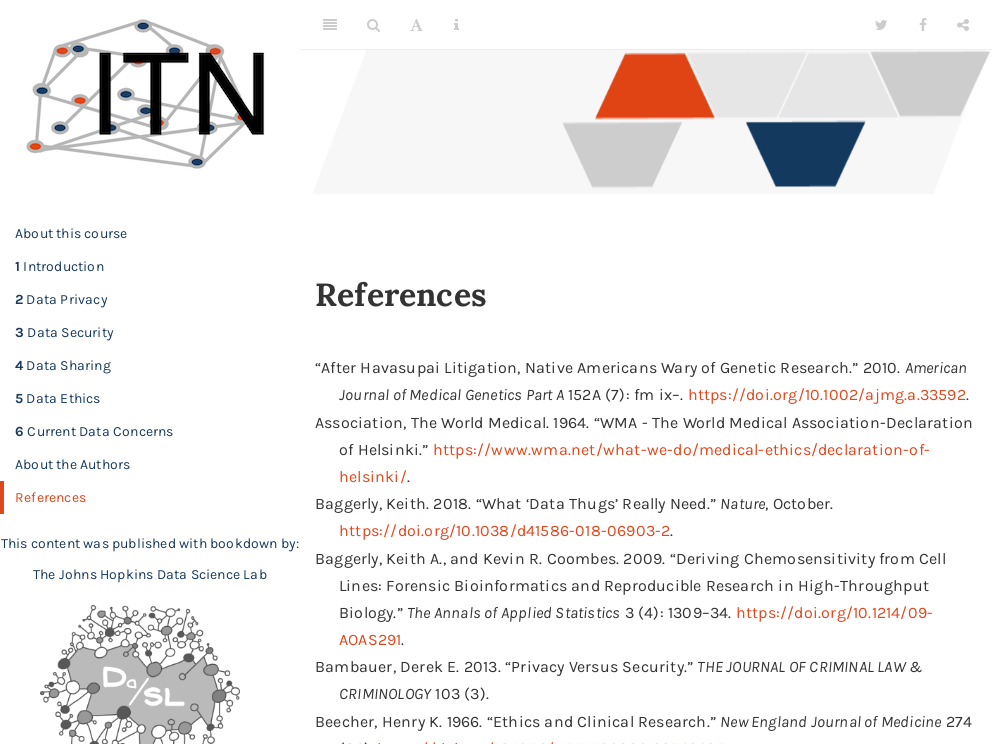 ITN
About this course
1 Introduction
2 Data Privacy
3 Data Security
4 Data Sharing
5 Data Ethics
6 Current Data Concerns
About the Authors
References
This content was published with bookdown by:
The Johns Hopkins Data Science Lab
Da/SL
A
References
“After Havasupai Litigation, Native Americans Wary of Genetic Research.” 2010. American
Journal of Medical Genetics Part A 152A (7): fm ix–. https://doi.org/10.1002/ajmg.a.33592.
Association, The World Medical. 1964. “WMA - The World Medical Association-Declaration
of Helsinki.” https://www.wma.net/what-we-do/medical-ethics/declaration-of-
helsinki/.
Baggerly, Keith. 2018. “What ‘Data Thugs’ Really Need.” Nature, October.
https://doi.org/10.1038/d41586-018-06903-2.
Baggerly, Keith A., and Kevin R. Coombes. 2009. “Deriving Chemosensitivity from Cell
Lines: Forensic Bioinformatics and Reproducible Research in High-Throughput
Biology.” The Annals of Applied Statistics 3 (4): 1309–34. https://doi.org/10.1214/09-
AOAS291.
Bambauer, Derek E. 2013. “Privacy Versus Security.” THE JOURNAL OF CRIMINAL LAW &
CRIMINOLOGY 103 (3).
Beecher, Henry K. 1966. “Ethics and Clinical Research.” New England Journal of Medicine 274